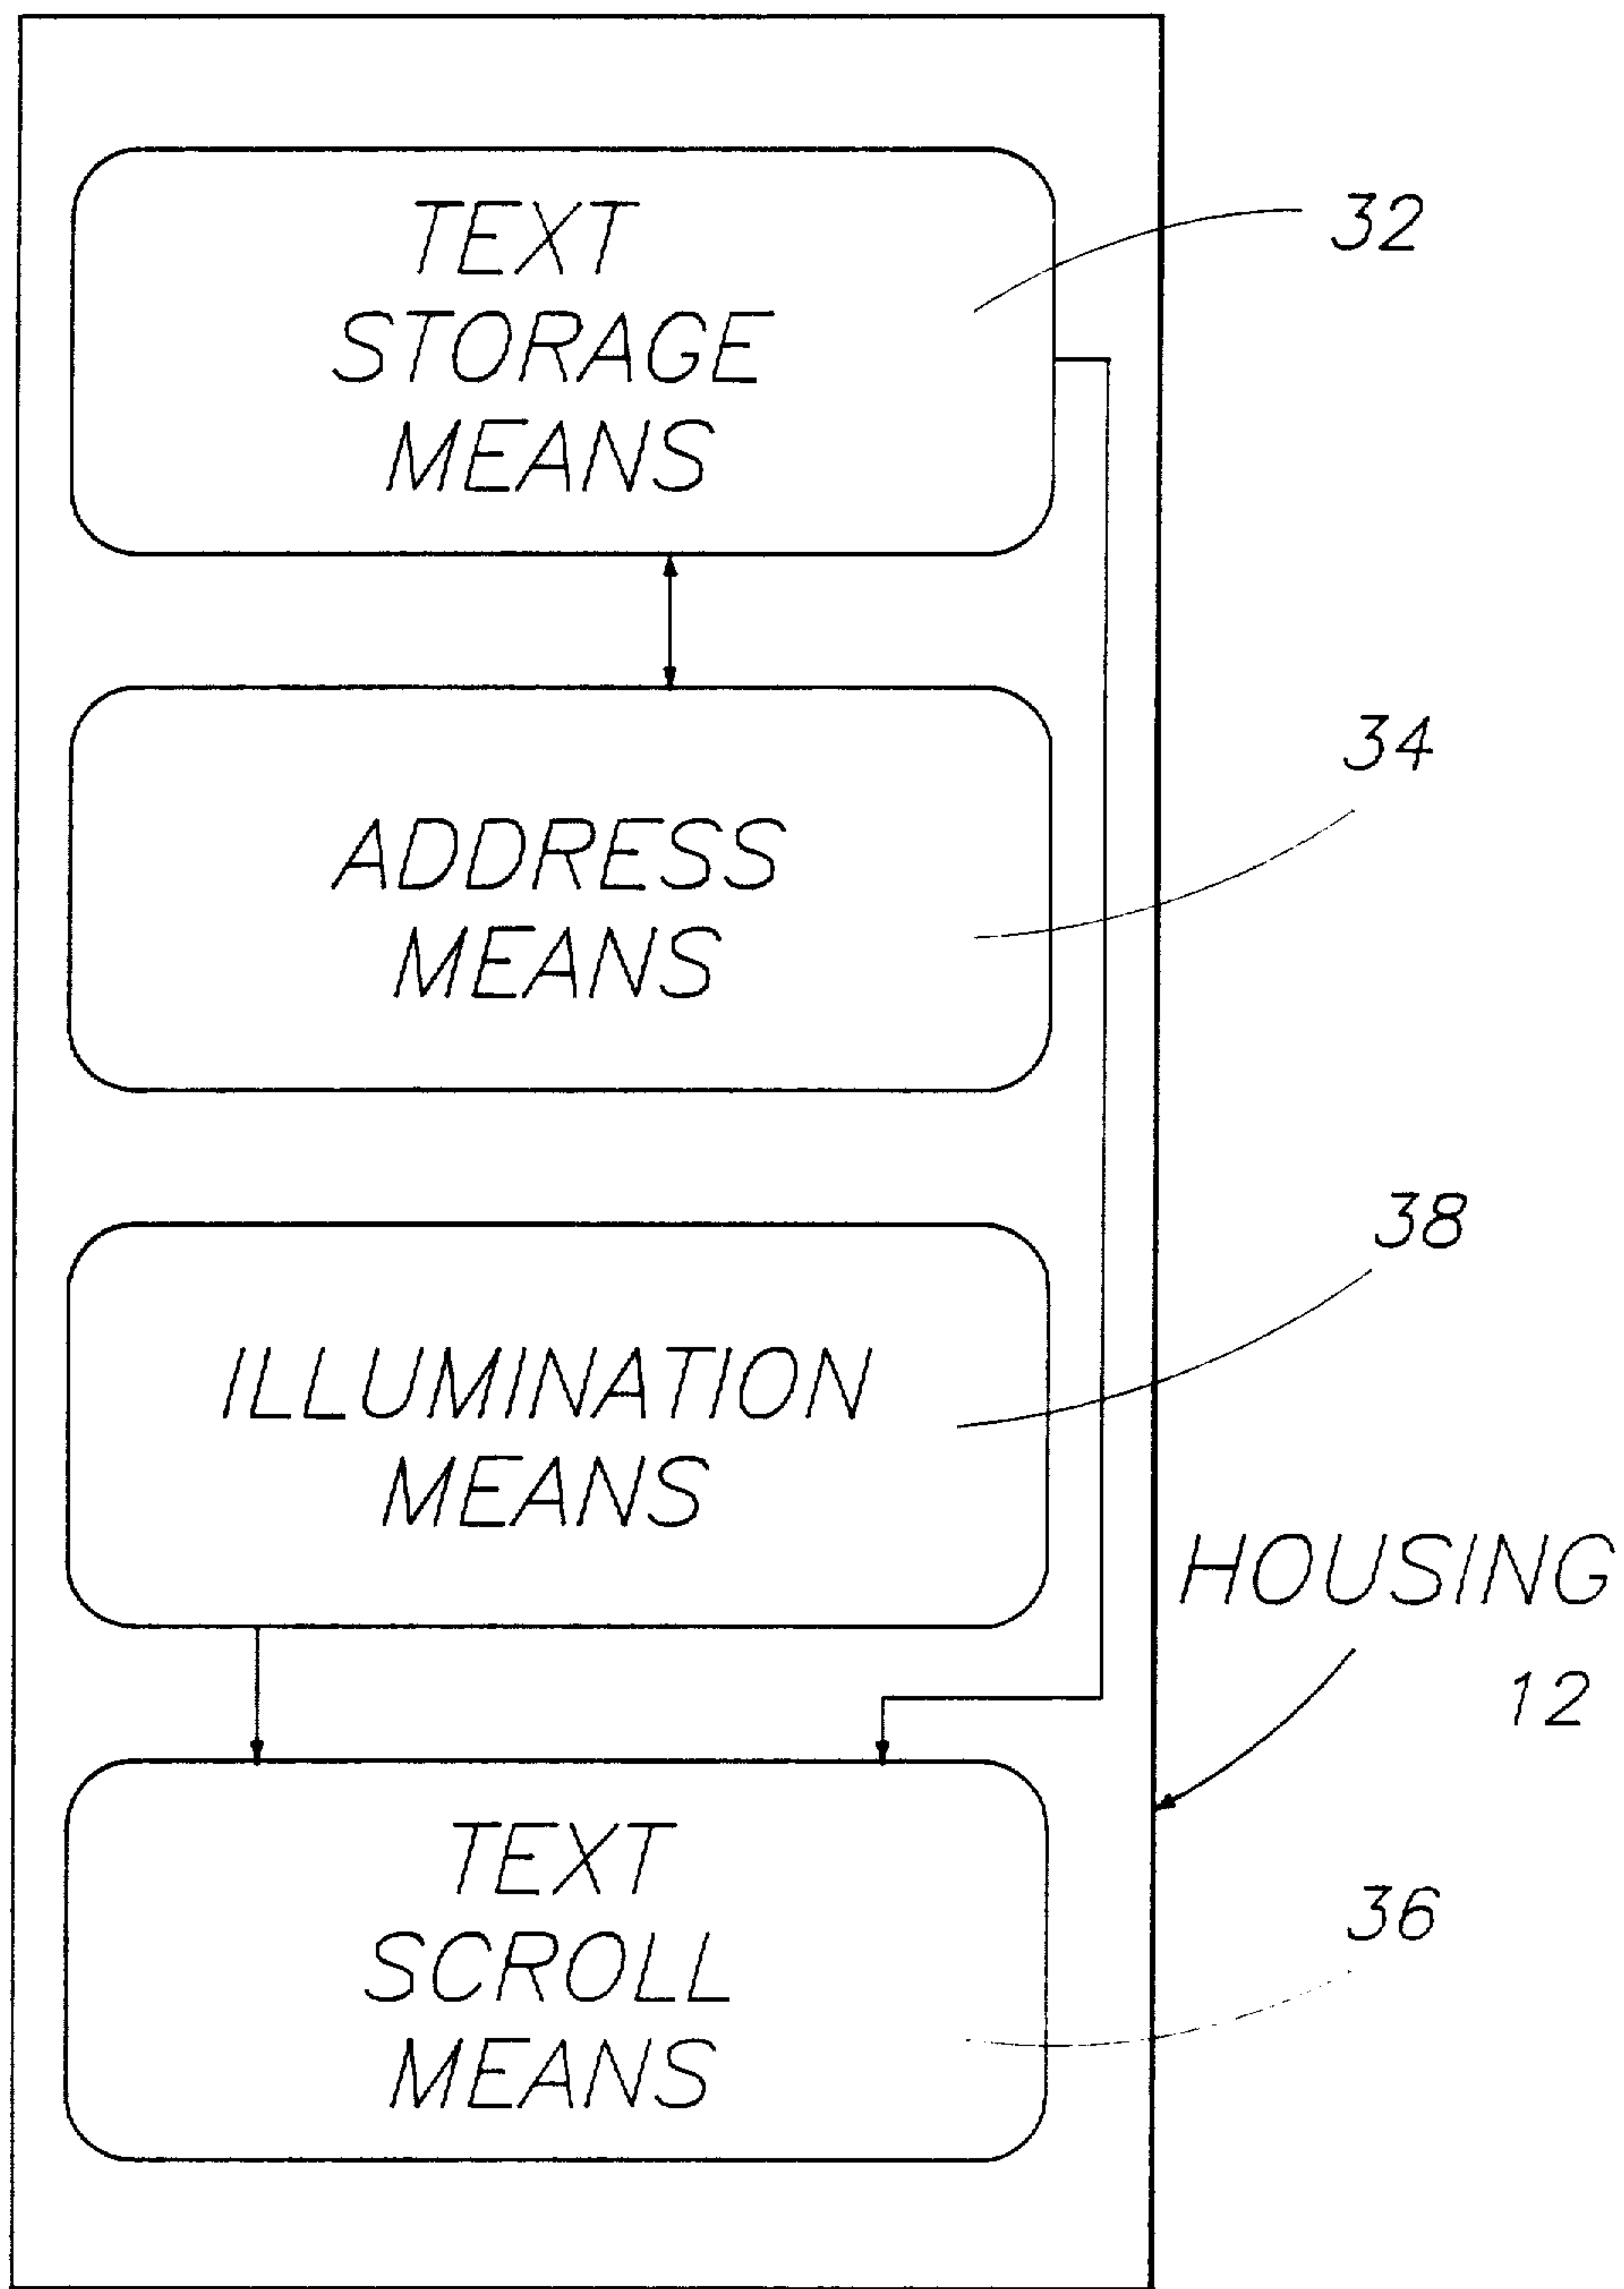 TEXT
STORAGE
MEANS
32
ADDRESS
MEANS
34
ILLUMINATION
MEANS
38
HOUSING
12
TEXT
SCROLL
MEANS
36